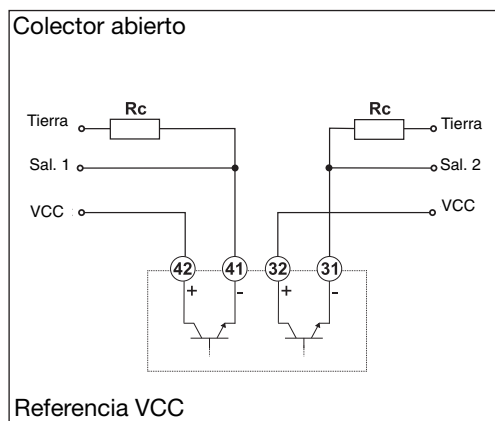 Colector abierto
Rc Rc
Tierra Tierra
Sal. 1 Sal. 2
VCC VCC
42 41 32 31
+ - + -
Referencia VCC